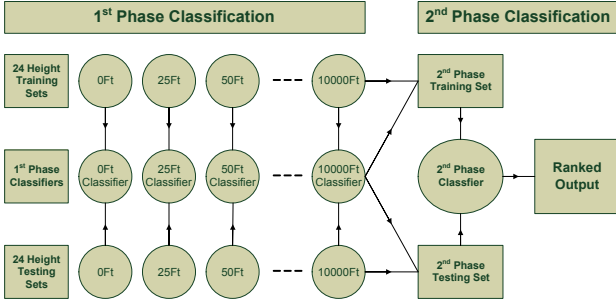 1st Phase Classification
2nd Phase Classification
24 Height
Training
Sets
0Ft
25Ft
50Ft
10000Ft
2nd Phase
Training Set
1st Phase
Classifiers
0Ft
Classifier
25Ft
Classifier
50Ft
Classifier
10000Ft
Classifier
2nd Phase
Classfier
Ranked
Output
24 Height
Testing
Sets
0Ft
25Ft
50Ft
10000Ft
2nd Phase
Testing Set